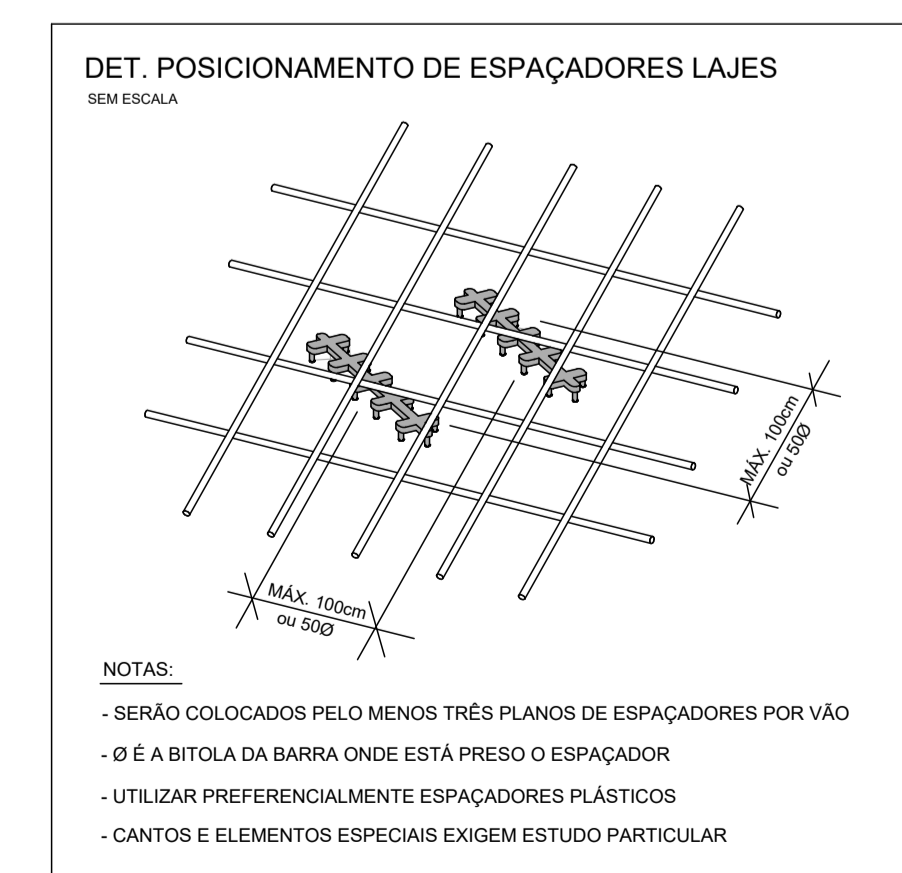 DET. POSICIONAMENTO DE ESPAÇADORES LAJES
SEM ESCALA
MÁX. 100cm
ou 50Ø
MÁX. 100cm
ou 50Ø
NOTAS:
- SERÃO COLOCADOS PELO MENOS TRÊS PLANOS DE ESPAÇADORES POR VÃO
- Ø É A BITOLA DA BARRA ONDE ESTÁ PRESO O ESPAÇADOR
- UTILIZAR PREFERENCIALMENTE ESPAÇADORES PLÁSTICOS
- CANTOS E ELEMENTOS ESPECIAIS EXIGEM ESTUDO PARTICULAR